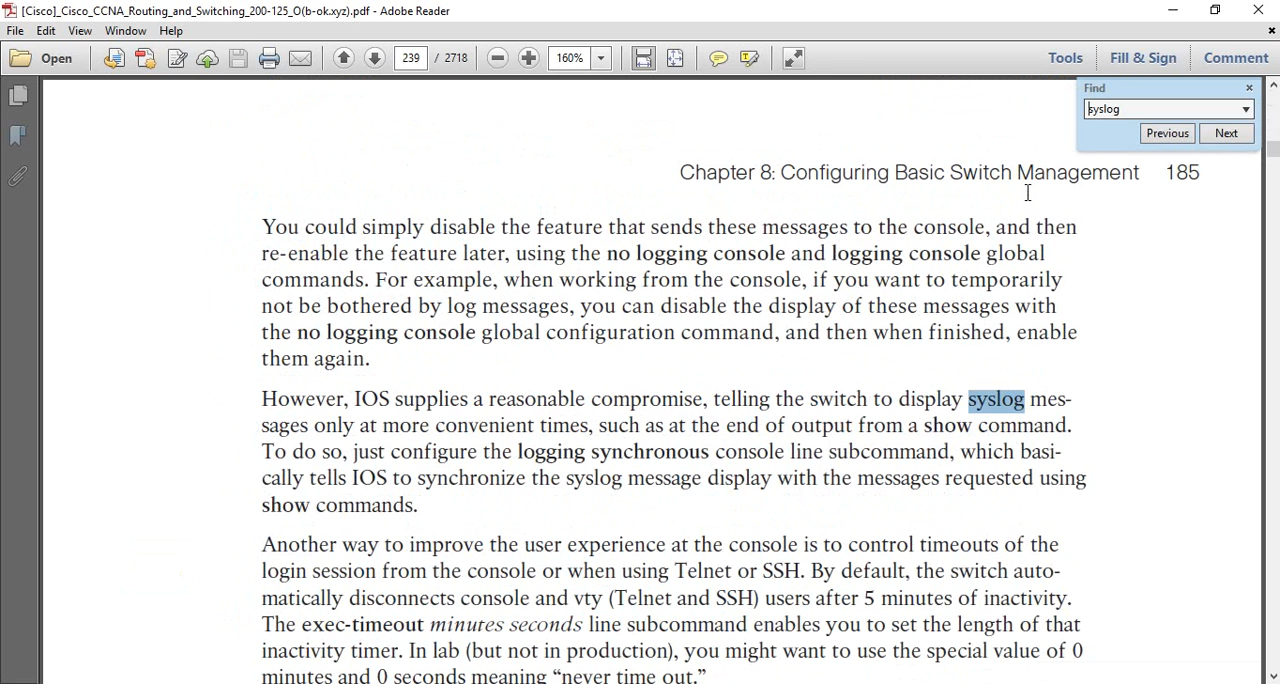 [Cisco]_Cisco_CCNA_Routing_and_Switching_200-125_O(b-ok.xyz).pdf - Adobe Reader
File Edit View Window Help
Open 239 / 2718 160% Tools Fill & Sign Comment
Find
syslog
Previous Next
Chapter 8: Configuring Basic Switch Management 185
You could simply disable the feature that sends these messages to the console, and then
re-enable the feature later, using the no logging console and logging console global
commands. For example, when working from the console, if you want to temporarily
not be bothered by log messages, you can disable the display of these messages with
the no logging console global configuration command, and then when finished, enable
them again.
However, IOS supplies a reasonable compromise, telling the switch to display syslog mes-
sages only at more convenient times, such as at the end of output from a show command.
To do so, just configure the logging synchronous console line subcommand, which basi-
cally tells IOS to synchronize the syslog message display with the messages requested using
show commands.
Another way to improve the user experience at the console is to control timeouts of the
login session from the console or when using Telnet or SSH. By default, the switch auto-
matically disconnects console and vty (Telnet and SSH) users after 5 minutes of inactivity.
The exec-timeout minutes seconds line subcommand enables you to set the length of that
inactivity timer. In lab (but not in production), you might want to use the special value of 0
minutes and 0 seconds meaning “never time out.”